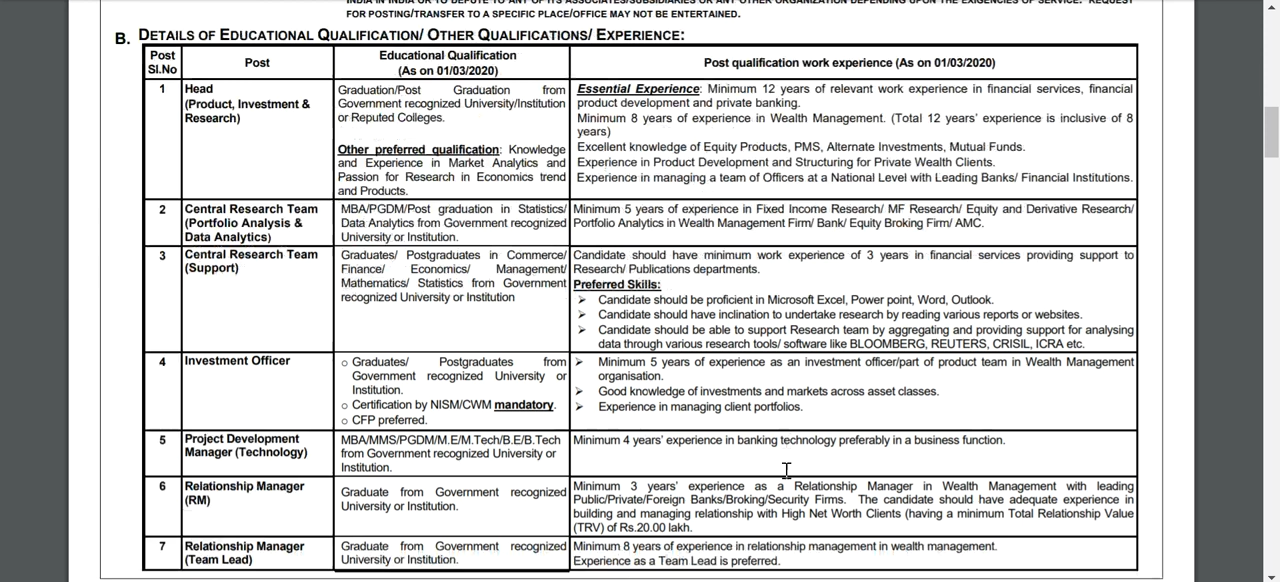 INDIA IN INDIA OR TO DEPUTE TO ANY OF ITS ASSOCIATES/SUBSIDIARIES OR ANY OTHER ORGANIZATION DEPENDING UPON THE EXIGENCIES OF SERVICE. REQUEST
FOR POSTING/TRANSFER TO A SPECIFIC PLACE/OFFICE MAY NOT BE ENTERTAINED.
B. DETAILS OF EDUCATIONAL QUALIFICATION/ OTHER QUALIFICATIONS/ EXPERIENCE:
Post Sl.No
Post
Educational Qualification
(As on 01/03/2020)
Post qualification work experience (As on 01/03/2020)
1
Head
(Product, Investment &
Research)
Graduation/Post Graduation from
Government recognized University/Institution
or Reputed Colleges.
Other preferred qualification: Knowledge
and Experience in Market Analytics and
Passion for Research in Economics trend
and Products.
Essential Experience: Minimum 12 years of relevant work experience in financial services, financial
product development and private banking.
Minimum 8 years of experience in Wealth Management. (Total 12 years' experience is inclusive of 8
years)
Excellent knowledge of Equity Products, PMS, Alternate Investments, Mutual Funds.
Experience in Product Development and Structuring for Private Wealth Clients.
Experience in managing a team of Officers at a National Level with Leading Banks/ Financial Institutions.
2
Central Research Team
(Portfolio Analysis &
Data Analytics)
MBA/PGDM/Post graduation in Statistics/
Data Analytics from Government recognized
University or Institution.
Minimum 5 years of experience in Fixed Income Research/ MF Research/ Equity and Derivative Research/
Portfolio Analytics in Wealth Management Firm/ Bank/ Equity Broking Firm/ AMC.
3
Central Research Team
(Support)
Graduates/ Postgraduates in Commerce/
Finance/ Economics/ Management/
Mathematics/ Statistics from Government
recognized University or Institution
Candidate should have minimum work experience of 3 years in financial services providing support to
Research/ Publications departments.
Preferred Skills:
➢ Candidate should be proficient in Microsoft Excel, Power point, Word, Outlook.
➢ Candidate should have inclination to undertake research by reading various reports or websites.
➢ Candidate should be able to support Research team by aggregating and providing support for analysing
data through various research tools/ software like BLOOMBERG, REUTERS, CRISIL, ICRA etc.
4
Investment Officer
o Graduates/ Postgraduates from
Government recognized University or
Institution.
o Certification by NISM/CWM mandatory.
o CFP preferred.
➢ Minimum 5 years of experience as an investment officer/part of product team in Wealth Management
organisation.
➢ Good knowledge of investments and markets across asset classes.
➢ Experience in managing client portfolios.
5
Project Development
Manager (Technology)
MBA/MMS/PGDM/M.E/M.Tech/B.E/B.Tech
from Government recognized University or
Institution.
Minimum 4 years' experience in banking technology preferably in a business function.
6
Relationship Manager
(RM)
Graduate from Government recognized
University or Institution.
Minimum 3 years' experience as a Relationship Manager in Wealth Management with leading
Public/Private/Foreign Banks/Broking/Security Firms. The candidate should have adequate experience in
building and managing relationship with High Net Worth Clients (having a minimum Total Relationship Value
(TRV) of Rs.20.00 lakh.
7
Relationship Manager
(Team Lead)
Graduate from Government recognized
University or Institution.
Minimum 8 years of experience in relationship management in wealth management.
Experience as a Team Lead is preferred.